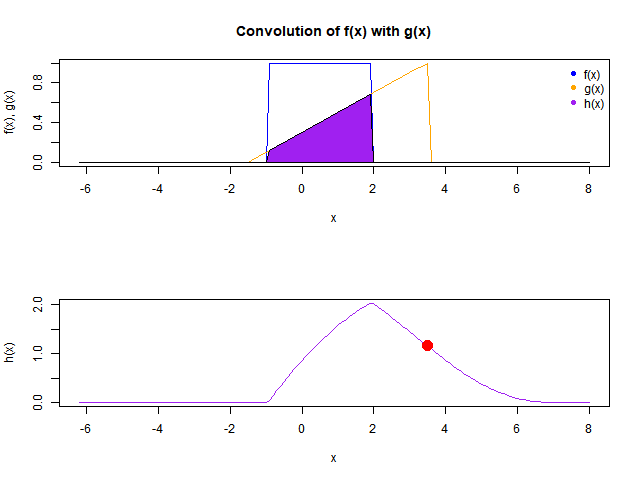 Convolution of f(x) with g(x)
f(x), g(x)
0.8
0.4
0.0
f(x)
g(x)
h(x)
-6 -4 -2 0 2 4 6 8
x
h(x)
2.0
1.0
0.0
-6 -4 -2 0 2 4 6 8
x